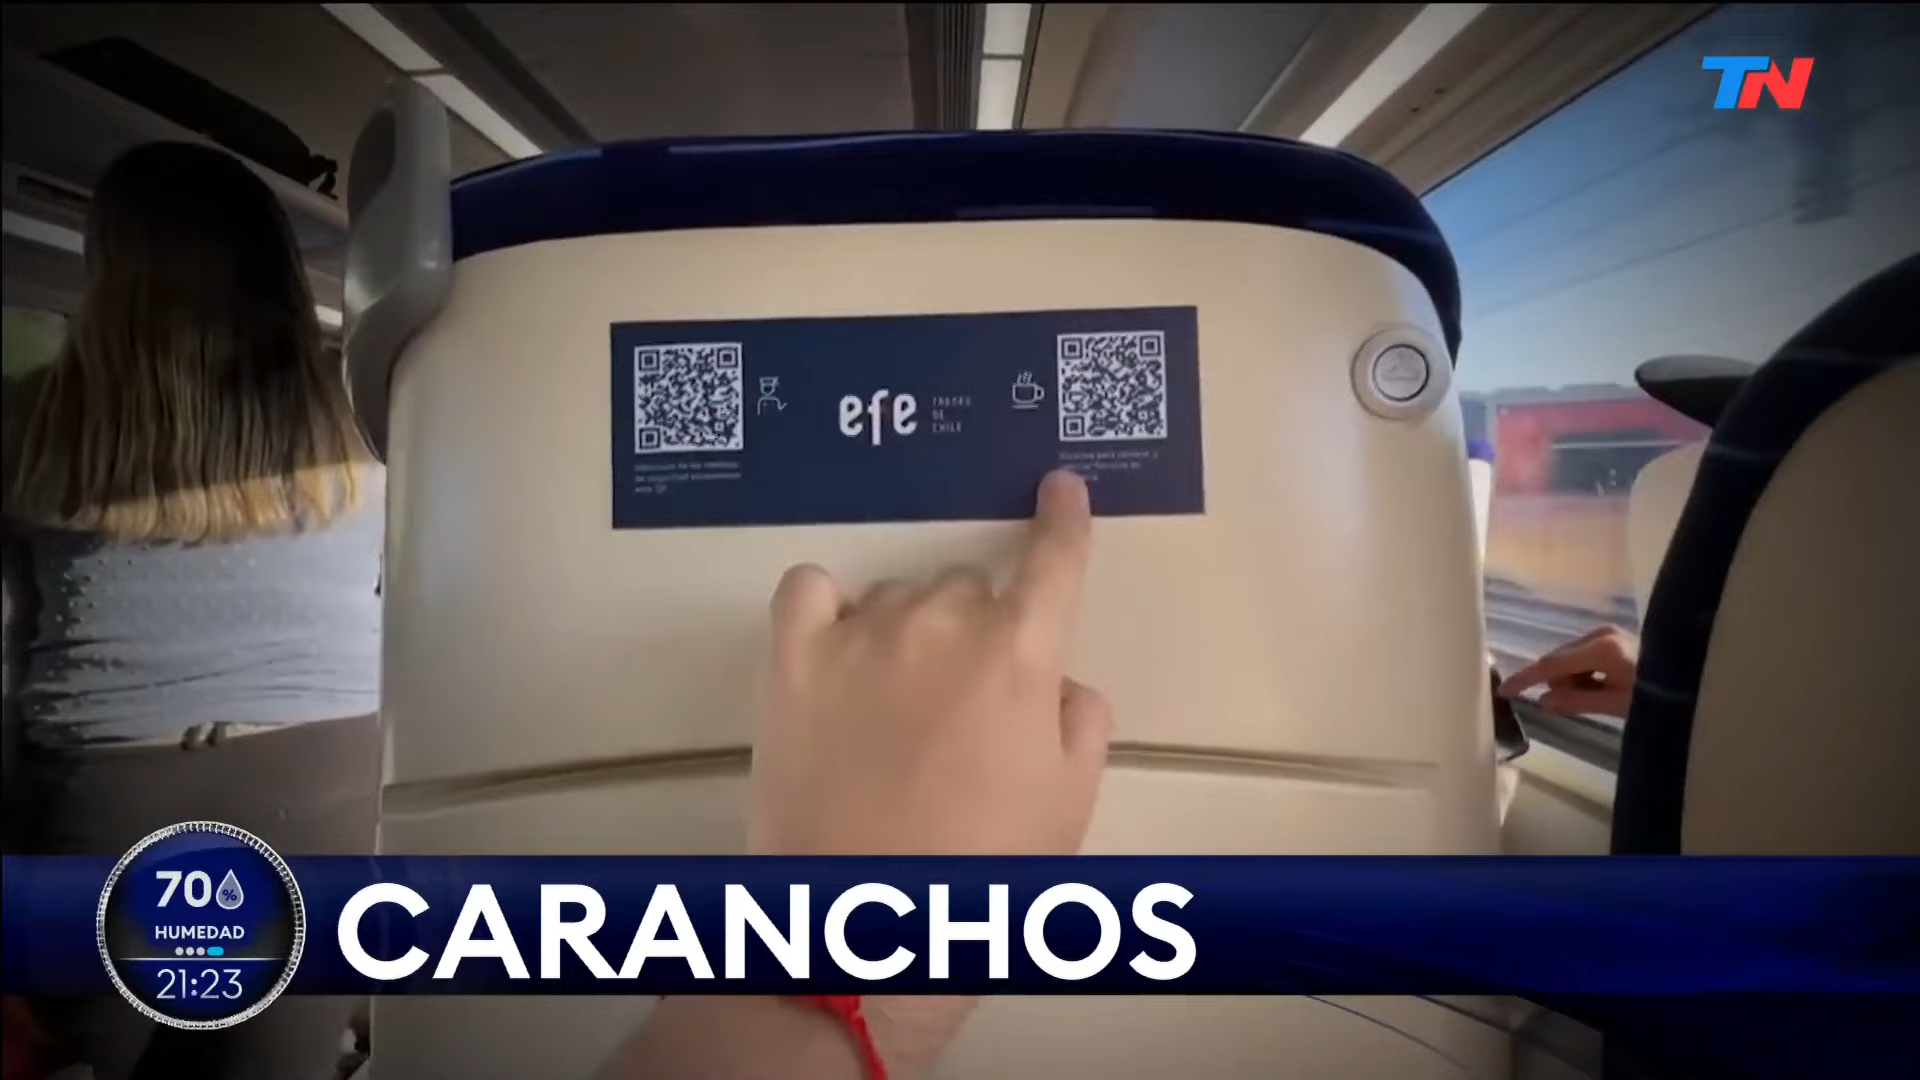 TN
efe
TRENES
DE
CHILE
70%
HUMEDAD
21:23
CARANCHOS